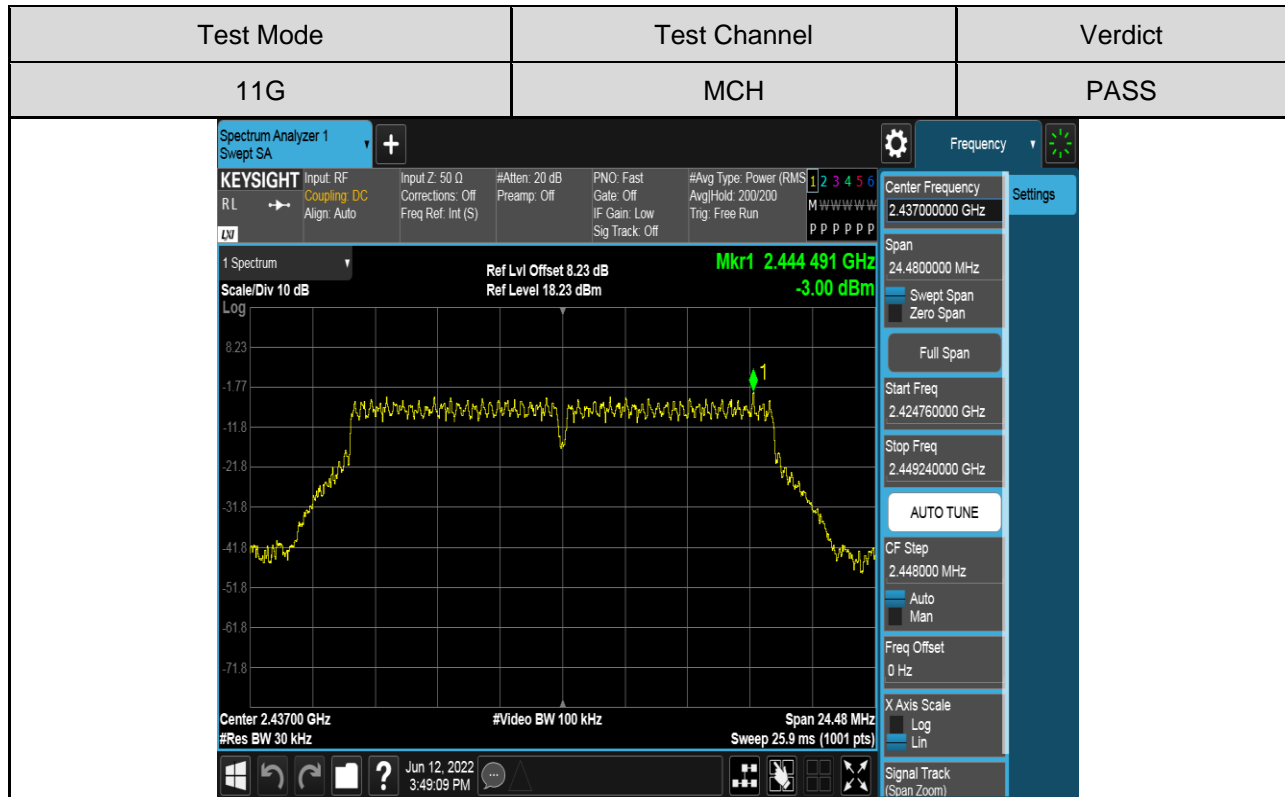 Test Mode Test Channel Verdict
11G MCH PASS
Spectrum Analyzer 1
Swept SA
+
Frequency
KEYSIGHT Input: RF Input Z: 50 Ω #Atten: 20 dB PNO: Fast #Avg Type: Power (RMS 1 2 3 4 5 6
RL Coupling: DC Corrections: Off Preamp: Off Gate: Off Avg|Hold: 200/200 M W W W W W
Align: Auto Freq Ref: Int (S) IF Gain: Low Trig: Free Run
LXI Sig Track: Off P P P P P P
1 Spectrum
Ref Lvl Offset 8.23 dB Mkr1 2.444 491 GHz
Scale/Div 10 dB Ref Level 18.23 dBm -3.00 dBm
Log
8.23
1
-1.77
-11.8
-21.8
-31.8
-41.8
-51.8
-61.8
-71.8
Center 2.43700 GHz #Video BW 100 kHz Span 24.48 MHz
#Res BW 30 kHz Sweep 25.9 ms (1001 pts)
? Jun 12, 2022
3:49:09 PM
Center Frequency
2.437000000 GHz
Settings
Span
24.4800000 MHz
Swept Span
Zero Span
Full Span
Start Freq
2.424760000 GHz
Stop Freq
2.449240000 GHz
AUTO TUNE
CF Step
2.448000 MHz
Auto
Man
Freq Offset
0 Hz
X Axis Scale
Log
Lin
Signal Track
(Span Zoom)